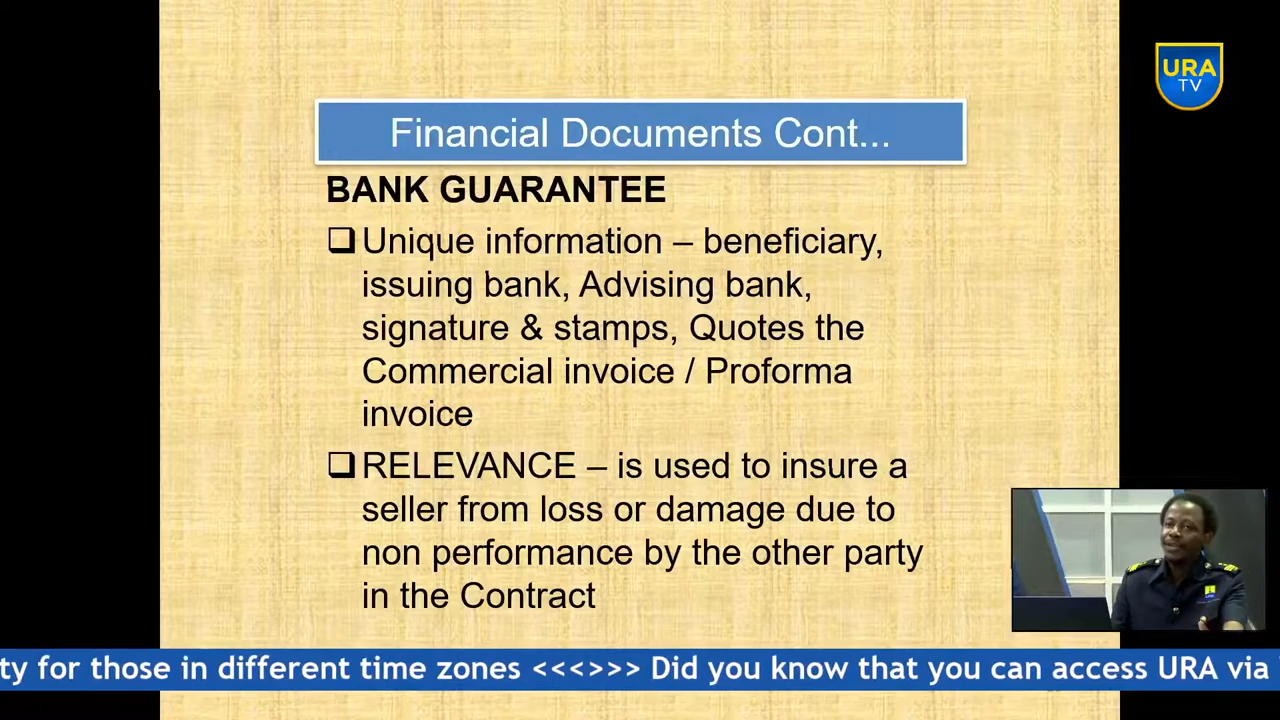 URA
TV
Financial Documents Cont...
BANK GUARANTEE
❑Unique information – beneficiary,
issuing bank, Advising bank,
signature & stamps, Quotes the
Commercial invoice / Proforma
invoice
❑RELEVANCE – is used to insure a
seller from loss or damage due to
non performance by the other party
in the Contract
ty for those in different time zones <<<>>> Did you know that you can access URA via